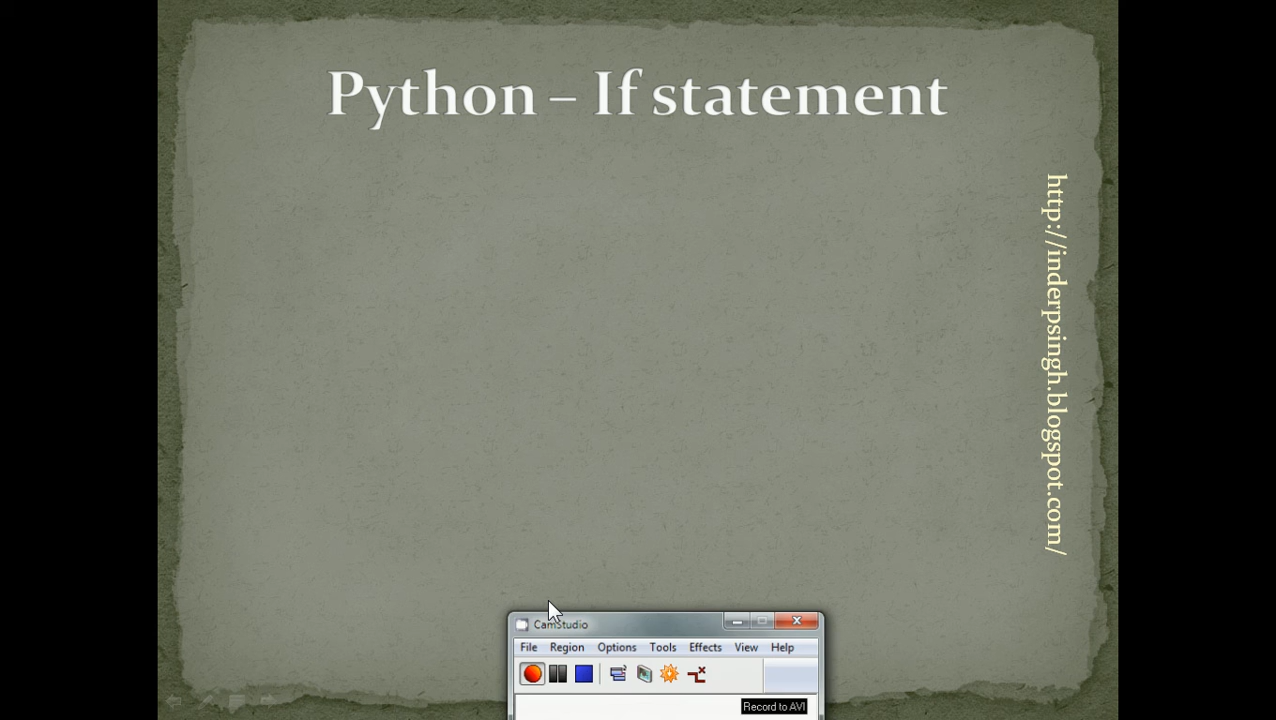 Python – If statement
http://inderpsingh.blogspot.com/
CamStudio
File Region Options Tools Effects View Help
Record to AVI